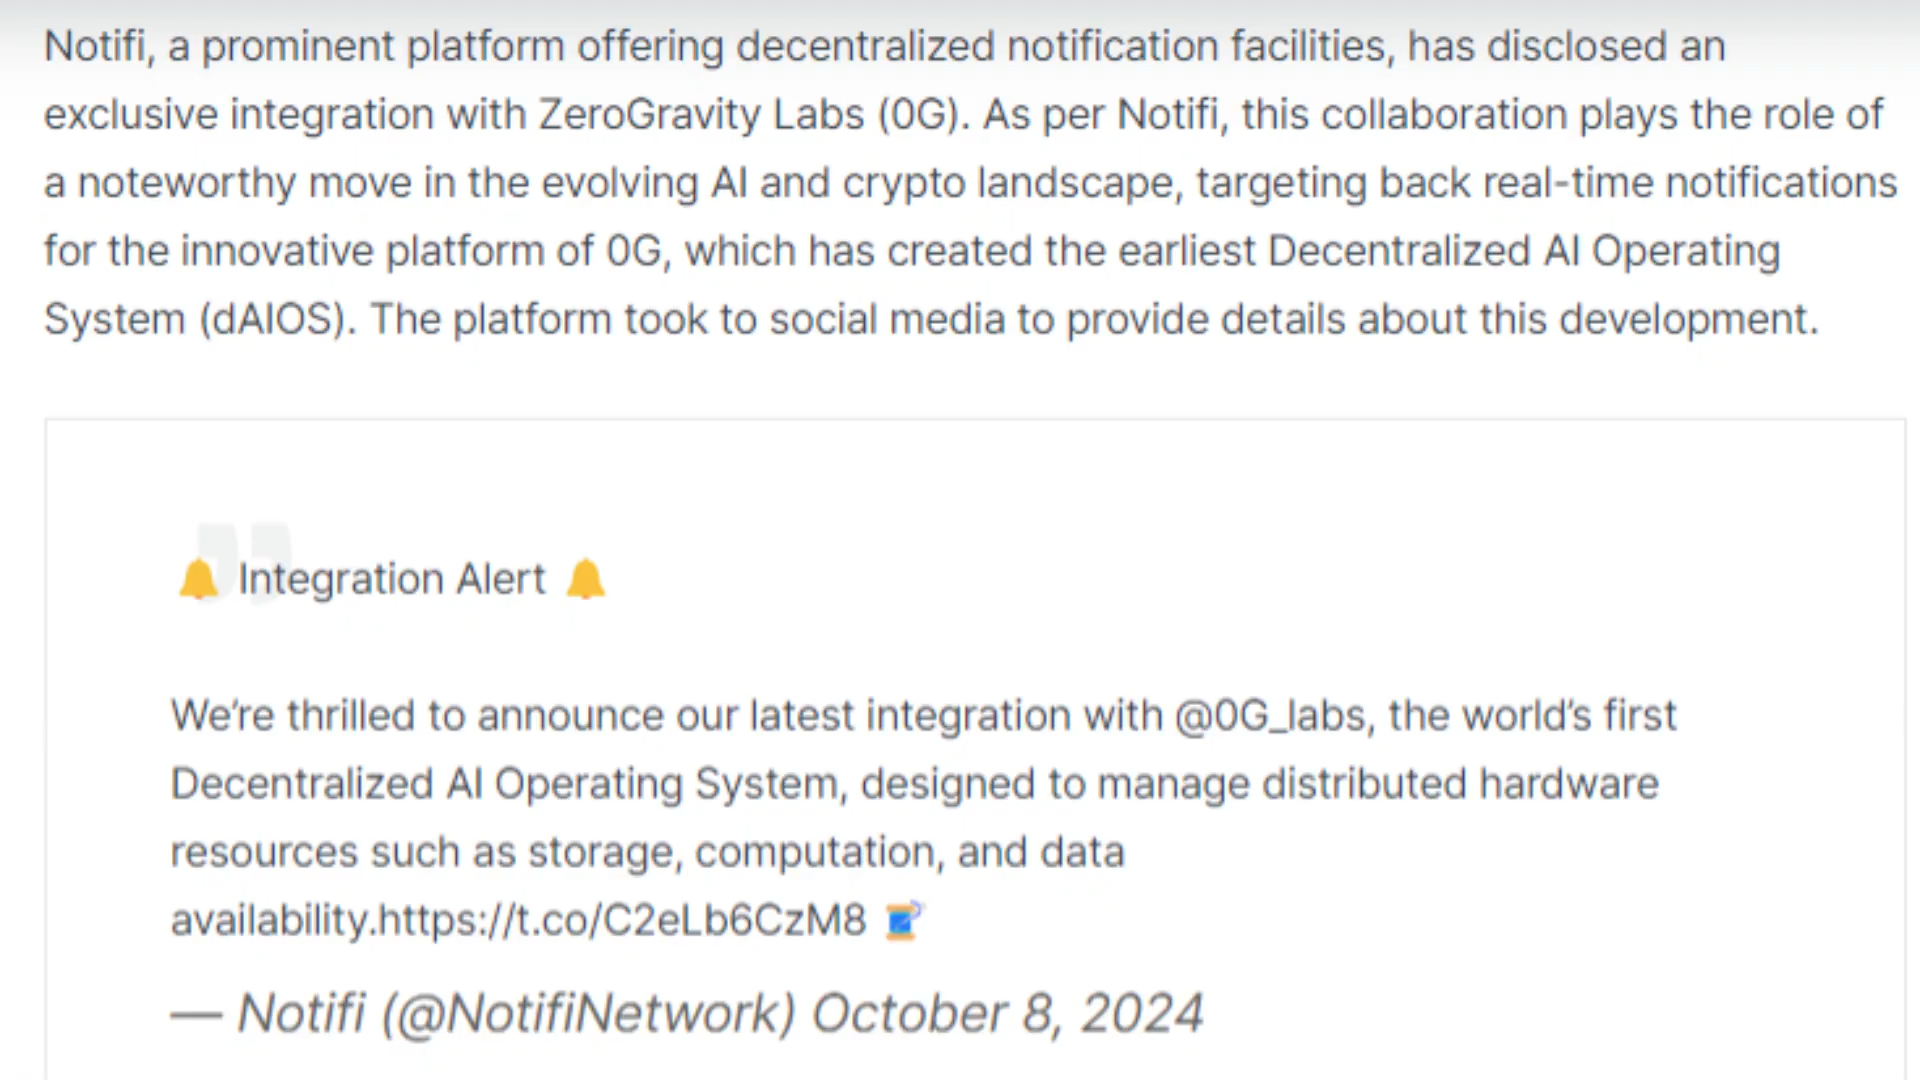 Notifi, a prominent platform offering decentralized notification facilities, has disclosed an
exclusive integration with ZeroGravity Labs (0G). As per Notifi, this collaboration plays the role of
a noteworthy move in the evolving AI and crypto landscape, targeting back real-time notifications
for the innovative platform of 0G, which has created the earliest Decentralized AI Operating
System (dAIOS). The platform took to social media to provide details about this development.
🔔 Integration Alert 🔔
We’re thrilled to announce our latest integration with @0G_labs, the world’s first
Decentralized AI Operating System, designed to manage distributed hardware
resources such as storage, computation, and data
availability.https://t.co/C2eLb6CzM8 🧵
— Notifi (@NotifiNetwork) October 8, 2024